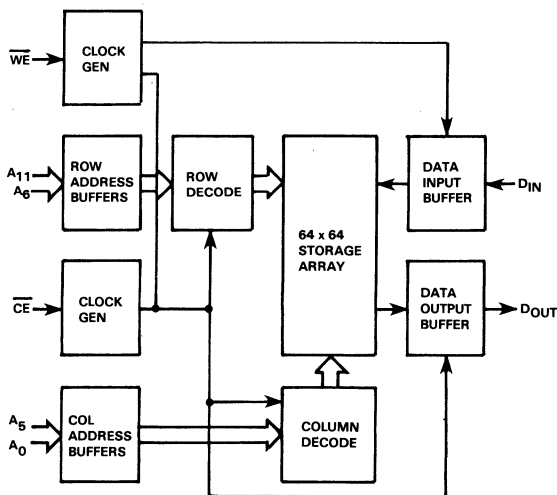 WE
CLOCK
GEN
A11
A6
ROW
ADDRESS
BUFFERS
ROW
DECODE
64 x 64
STORAGE
ARRAY
DATA
INPUT
BUFFER
DIN
CE
CLOCK
GEN
DATA
OUTPUT
BUFFER
DOUT
A5
A0
COL
ADDRESS
BUFFERS
COLUMN
DECODE